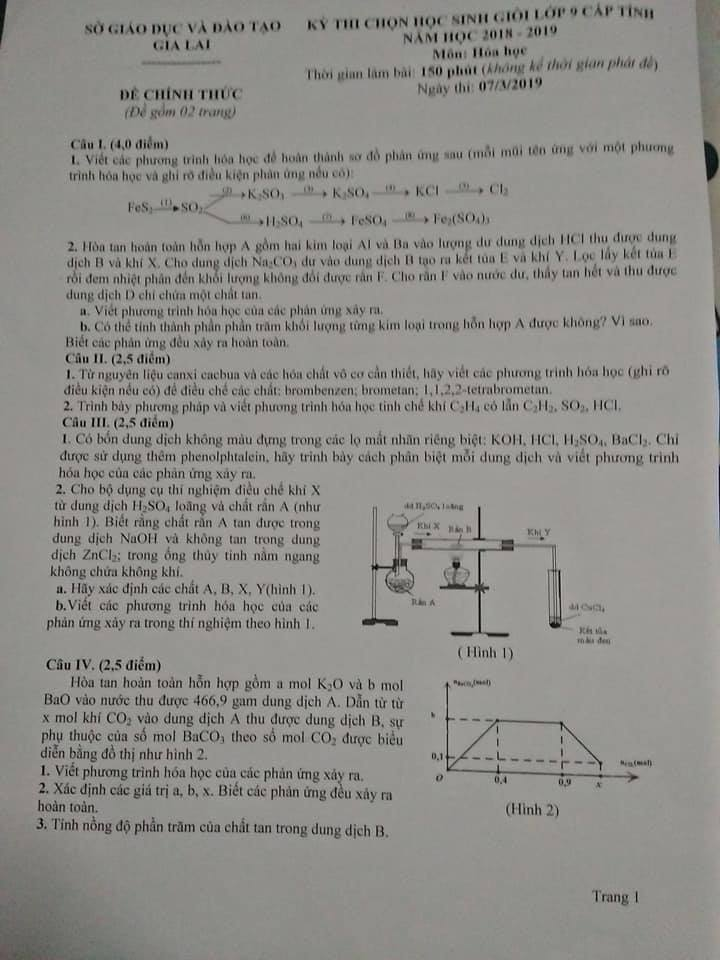 SỞ GIÁO DỤC VÀ ĐÀO TẠO
GIA LAI
ĐỀ CHÍNH THỨC
(Đề gồm 02 trang)
KỲ THI CHỌN HỌC SINH GIỎI LỚP 9 CẤP TỈNH
NĂM HỌC 2018 - 2019
Môn: Hóa học
Thời gian làm bài: 150 phút (không kể thời gian phát đề)
Ngày thi: 07/3/2019
Câu I. (4,0 điểm)
1. Viết các phương trình hóa học để hoàn thành sơ đồ phản ứng sau (mỗi mũi tên ứng với một phương
trình hóa học và ghi rõ điều kiện phản ứng nếu có):
(2)→ K₂SO₃ (3)→ K₂SO₄ (4)→ KCl (5)→ Cl₂
FeS₂ (1)→ SO₂
(6)→ H₂SO₄ (7)→ FeSO₄ (8)→ Fe₂(SO₄)₃
2. Hòa tan hoàn toàn hỗn hợp A gồm hai kim loại Al và Ba vào lượng dư dung dịch HCl thu được dung
dịch B và khí X. Cho dung dịch Na₂CO₃ dư vào dung dịch B tạo ra kết tủa E và khí Y. Lọc lấy kết tủa E
rồi đem nhiệt phân đến khối lượng không đổi được rắn F. Cho rắn F vào nước dư, thấy tan hết và thu được
dung dịch D chỉ chứa một chất tan.
a. Viết phương trình hóa học của các phản ứng xảy ra.
b. Có thể tính thành phần phần trăm khối lượng từng kim loại trong hỗn hợp A được không? Vì sao.
Biết các phản ứng đều xảy ra hoàn toàn.
Câu II. (2,5 điểm)
1. Từ nguyên liệu canxi cacbua và các hóa chất vô cơ cần thiết, hãy viết các phương trình hóa học (ghi rõ
điều kiện nếu có) để điều chế các chất: brombenzen; brometan; 1,1,2,2-tetrabrometan.
2. Trình bày phương pháp và viết phương trình hóa học tinh chế khí C₂H₄ có lẫn C₂H₂, SO₂, HCl.
Câu III. (2,5 điểm)
1. Có bốn dung dịch không màu đựng trong các lọ mất nhãn riêng biệt: KOH, HCl, H₂SO₄, BaCl₂. Chỉ
được sử dụng thêm phenolphtalein, hãy trình bày cách phân biệt mỗi dung dịch và viết phương trình
hóa học của các phản ứng xảy ra.
2. Cho bộ dụng cụ thí nghiệm điều chế khí X
từ dung dịch H₂SO₄ loãng và chất rắn A (như
hình 1). Biết rằng chất rắn A tan được trong
dung dịch NaOH và không tan trong dung
dịch ZnCl₂; trong ống thủy tinh nằm ngang
không chứa không khí.
a. Hãy xác định các chất A, B, X, Y(hình 1).
b.Viết các phương trình hóa học của các
phản ứng xảy ra trong thí nghiệm theo hình 1.
dd H₂SO₄ loãng
Khí X
Rắn B
Khí Y
Rắn A
dd CuCl₂
Kết tủa
màu đen
( Hình 1)
Câu IV. (2,5 điểm)
Hòa tan hoàn toàn hỗn hợp gồm a mol K₂O và b mol
BaO vào nước thu được 466,9 gam dung dịch A. Dẫn từ từ
x mol khí CO₂ vào dung dịch A thu được dung dịch B, sự
phụ thuộc của số mol BaCO₃ theo số mol CO₂ được biểu
diễn bằng đồ thị như hình 2.
1. Viết phương trình hóa học của các phản ứng xảy ra.
2. Xác định các giá trị a, b, x. Biết các phản ứng đều xảy ra
hoàn toàn.
3. Tính nồng độ phần trăm của chất tan trong dung dịch B.
n BaCO₃(mol)
b
0,1
O
0,4
0,9
x
n CO₂(mol)
(Hình 2)
Trang 1